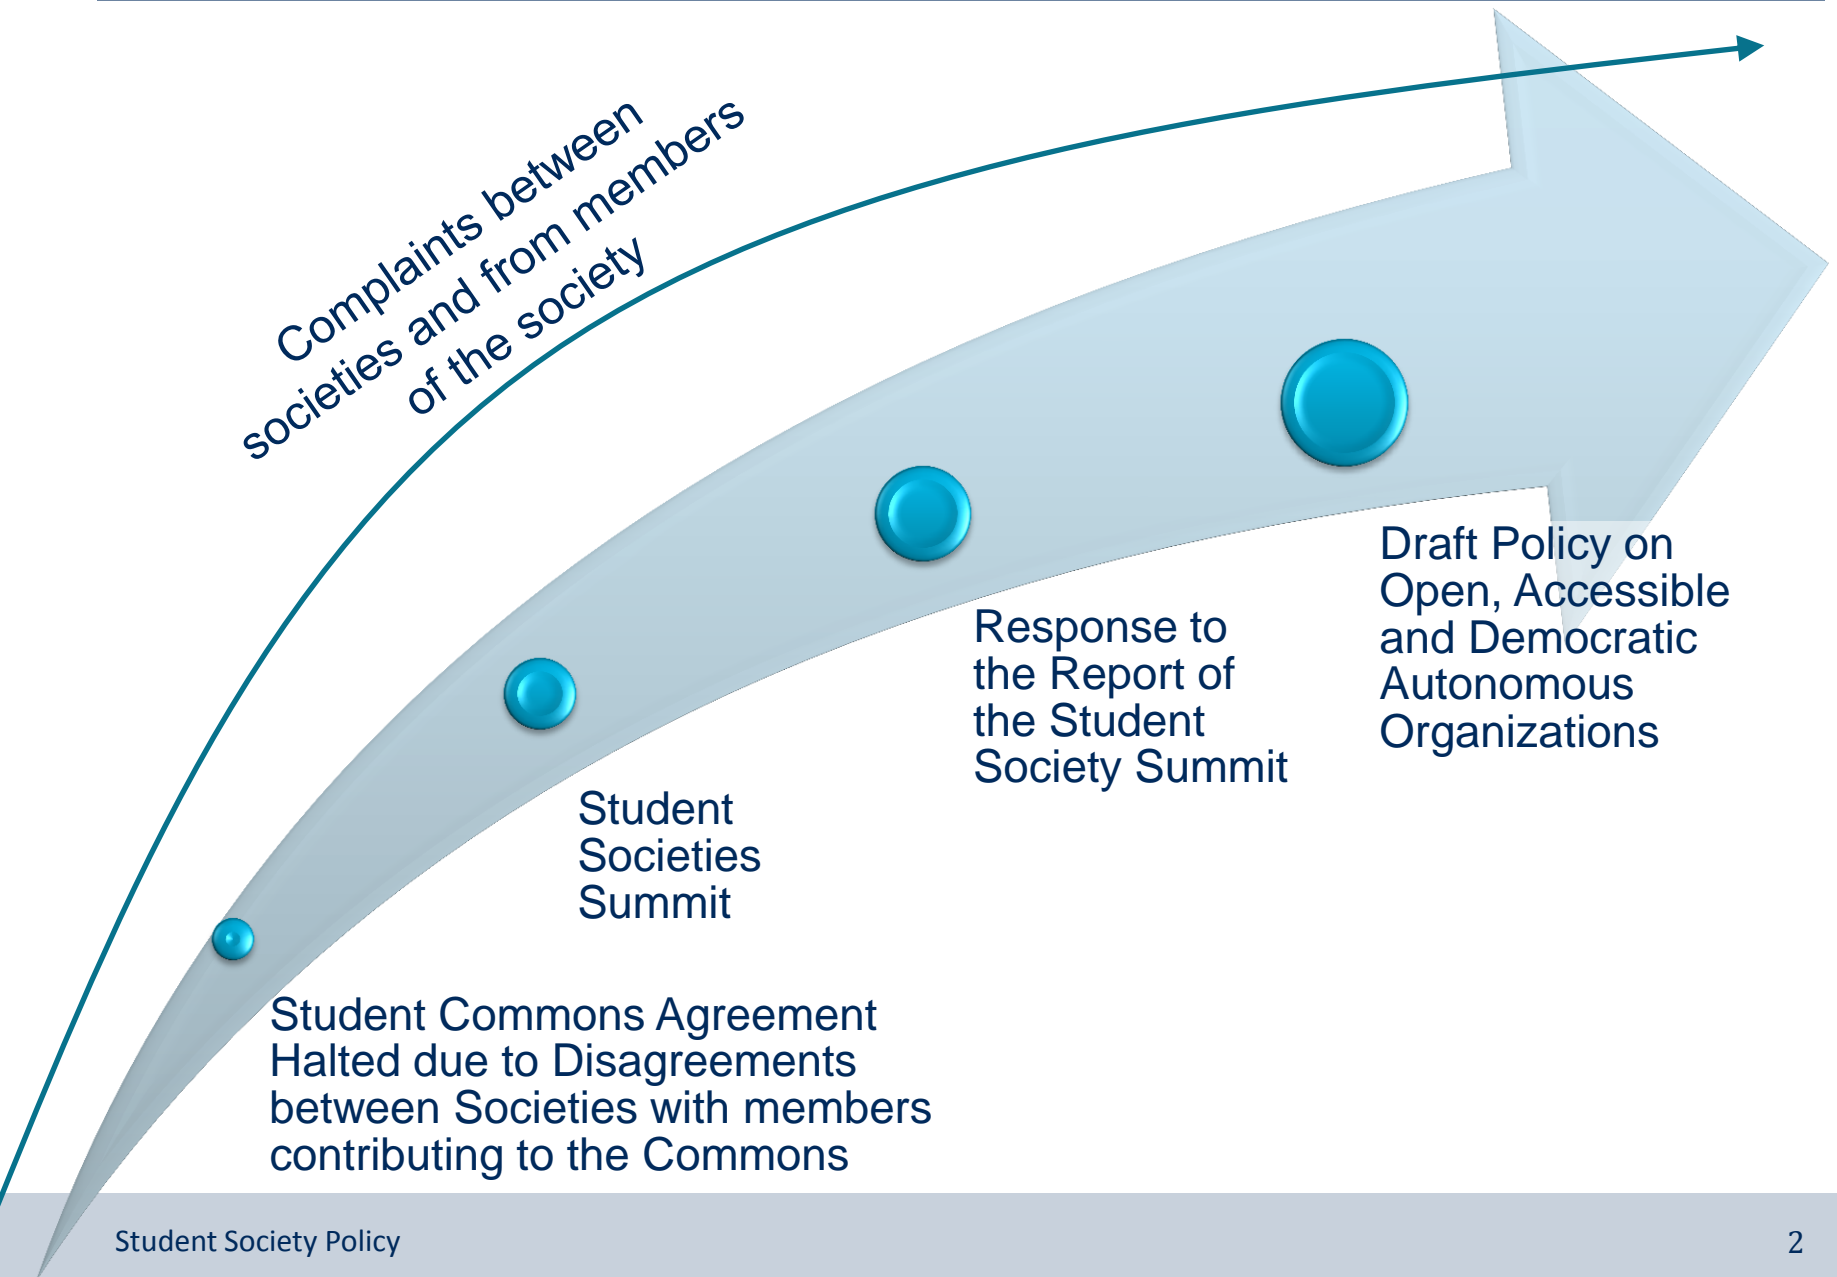 Complaints between
societies and from members
of the society
Draft Policy on
Open, Accessible
and Democratic
Autonomous
Organizations
Response to
the Report of
the Student
Society Summit
Student
Societies
Summit
Student Commons Agreement
Halted due to Disagreements
between Societies with members
contributing to the Commons
Student Society Policy
2